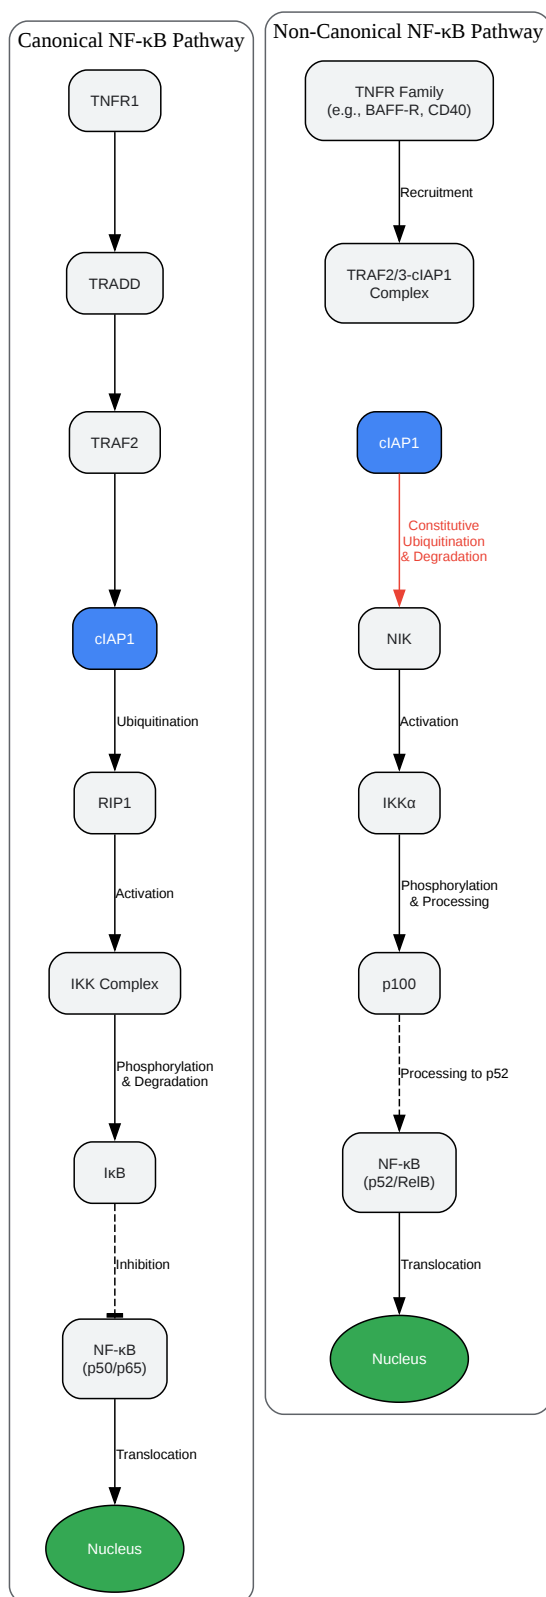 Canonical NF-κB Pathway
TNFR1
TRADD
TRAF2
cIAP1
Ubiquitination
RIP1
Activation
IKK Complex
Phosphorylation
& Degradation
IκB
Inhibition
NF-κB
(p50/p65)
Translocation
Nucleus
Non-Canonical NF-κB Pathway
TNFR Family
(e.g., BAFF-R, CD40)
Recruitment
TRAF2/3-cIAP1
Complex
cIAP1
Constitutive
Ubiquitination
& Degradation
NIK
Activation
IKKα
Phosphorylation
& Processing
p100
Processing to p52
NF-κB
(p52/RelB)
Translocation
Nucleus